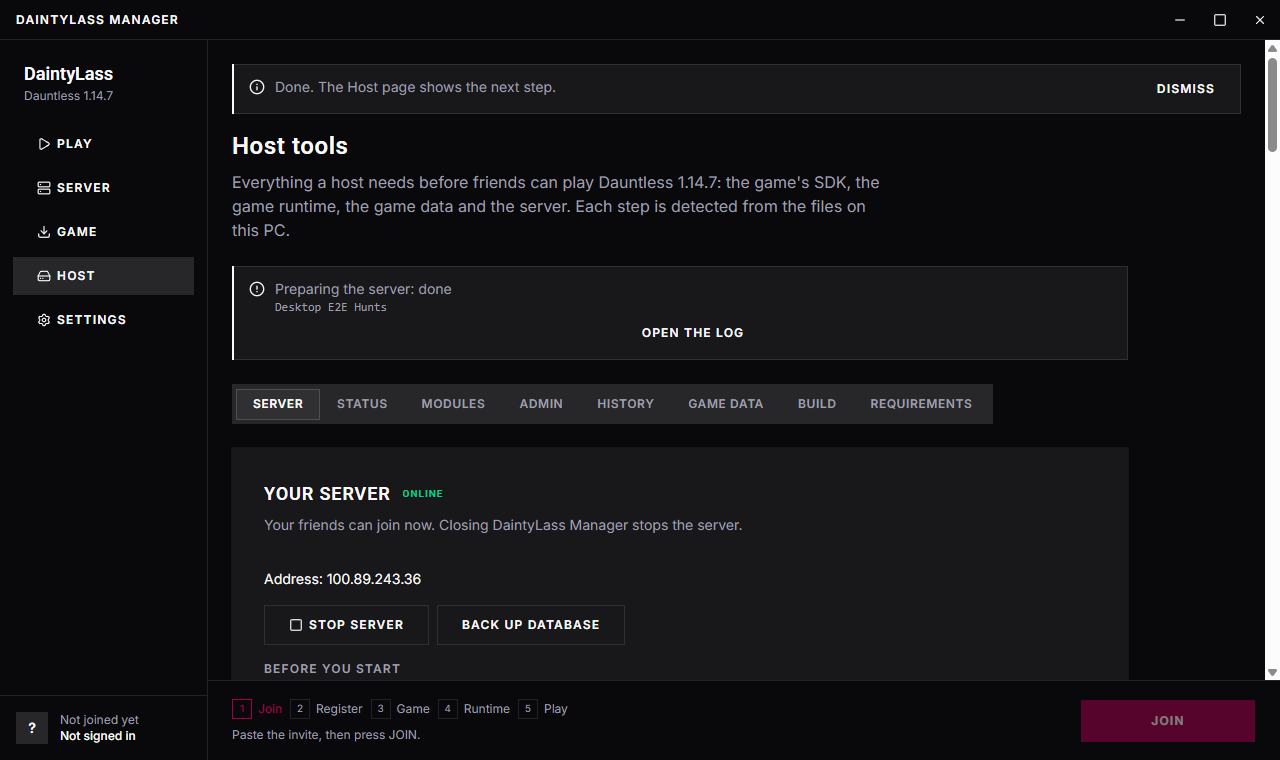 DAINTYLASS MANAGER
DaintyLass
Dauntless 1.14.7
PLAY
SERVER
GAME
HOST
SETTINGS
? Not joined yet
Not signed in
Done. The Host page shows the next step.
DISMISS
Host tools
Everything a host needs before friends can play Dauntless 1.14.7: the game's SDK, the
game runtime, the game data and the server. Each step is detected from the files on
this PC.
Preparing the server: done
Desktop E2E Hunts
OPEN THE LOG
SERVER STATUS MODULES ADMIN HISTORY GAME DATA BUILD REQUIREMENTS
YOUR SERVER ONLINE
Your friends can join now. Closing DaintyLass Manager stops the server.
Address: 100.89.243.36
STOP SERVER BACK UP DATABASE
BEFORE YOU START
1 Join 2 Register 3 Game 4 Runtime 5 Play
Paste the invite, then press JOIN.
JOIN